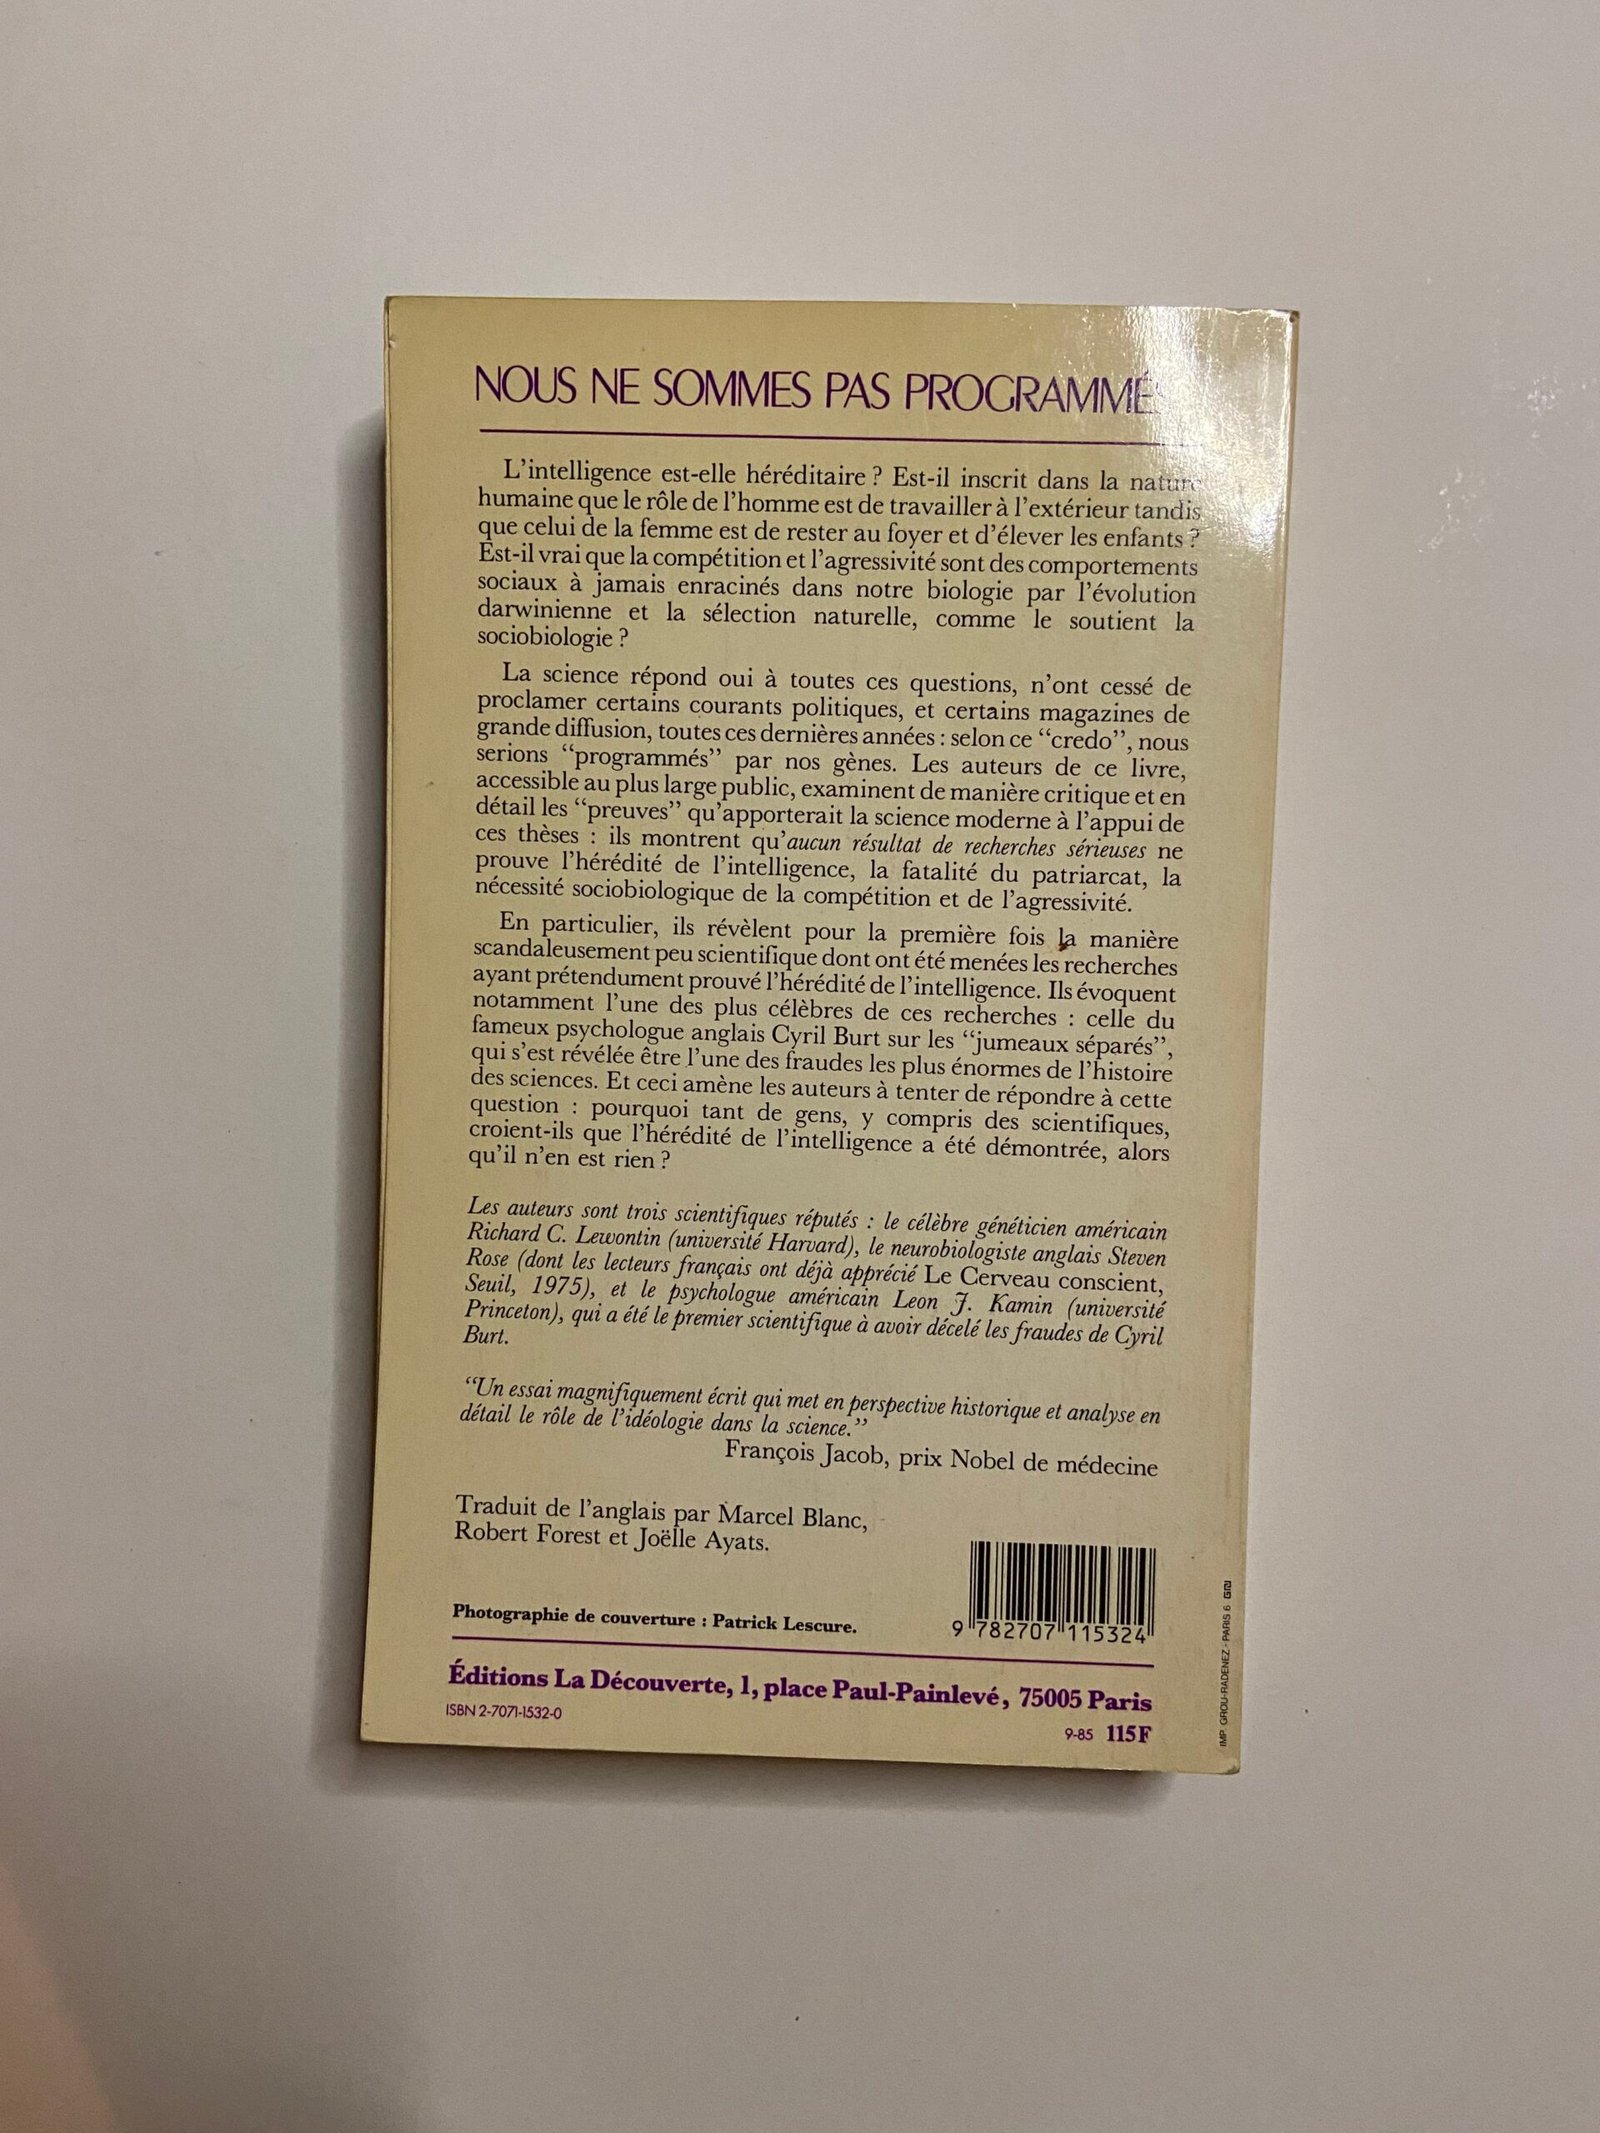 NOUS NE SOMMES PAS PROGRAMMÉS
L'intelligence est-elle héréditaire ? Est-il inscrit dans la nature
humaine que le rôle de l'homme est de travailler à l'extérieur tandis
que celui de la femme est de rester au foyer et d'élever les enfants ?
Est-il vrai que la compétition et l'agressivité sont des comportements
sociaux à jamais enracinés dans notre biologie par l'évolution
darwinienne et la sélection naturelle, comme le soutient la
sociobiologie ?
La science répond oui à toutes ces questions, n'ont cessé de
proclamer certains courants politiques, et certains magazines de
grande diffusion, toutes ces dernières années : selon ce “credo”, nous
serions “programmés” par nos gènes. Les auteurs de ce livre,
accessible au plus large public, examinent de manière critique et en
détail les “preuves” qu'apporterait la science moderne à l'appui de
ces thèses : ils montrent qu'aucun résultat de recherches sérieuses ne
prouve l'hérédité de l'intelligence, la fatalité du patriarcat, la
nécessité sociobiologique de la compétition et de l'agressivité.
En particulier, ils révèlent pour la première fois la manière
scandaleusement peu scientifique dont ont été menées les recherches
ayant prétendument prouvé l'hérédité de l'intelligence. Ils évoquent
notamment l'une des plus célèbres de ces recherches : celle du
fameux psychologue anglais Cyril Burt sur les “jumeaux séparés”,
qui s'est révélée être l'une des fraudes les plus énormes de l'histoire
des sciences. Et ceci amène les auteurs à tenter de répondre à cette
question : pourquoi tant de gens, y compris des scientifiques,
croient-ils que l'hérédité de l'intelligence a été démontrée, alors
qu'il n'en est rien ?
Les auteurs sont trois scientifiques réputés : le célèbre généticien américain
Richard C. Lewontin (université Harvard), le neurobiologiste anglais Steven
Rose (dont les lecteurs français ont déjà apprécié Le Cerveau conscient,
Seuil, 1975), et le psychologue américain Leon J. Kamin (université
Princeton), qui a été le premier scientifique à avoir décelé les fraudes de Cyril
Burt.
“Un essai magnifiquement écrit qui met en perspective historique et analyse en
détail le rôle de l'idéologie dans la science.”
François Jacob, prix Nobel de médecine
Traduit de l'anglais par Marcel Blanc,
Robert Forest et Joëlle Ayats.
Photographie de couverture : Patrick Lescure.
9 782707 115324
Éditions La Découverte, 1, place Paul-Painlevé, 75005 Paris
ISBN 2-7071-1532-0
9-85 115F
IMP. GROU-RADENEZ - PARIS 6